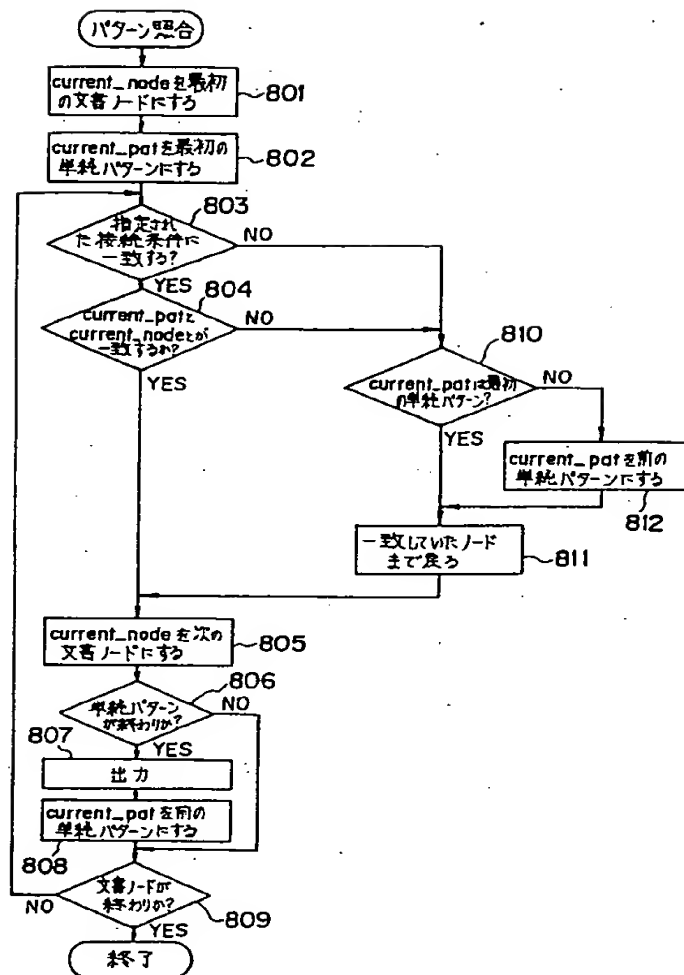 パターン照合
current_nodeを最初
の文書ノードにする
801
current_patを最初の
単純パターンにする
802
803
指定され
た接続条件に
一致する?
NO
YES
804
current_patと
current_nodeとが
一致するか?
NO
YES
810
current_patは最初
の単純パターン?
NO
YES
current_patを前の
単純パターンにする
812
一致していたノード
まで戻る
811
current_nodeを次の
文書ノードにする
805
806
単純パターン
が終わりか?
NO
807
YES
出力
current_patを前の
単純パターンにする
808
文書ノードが
終わりか?
NO
809
YES
終了